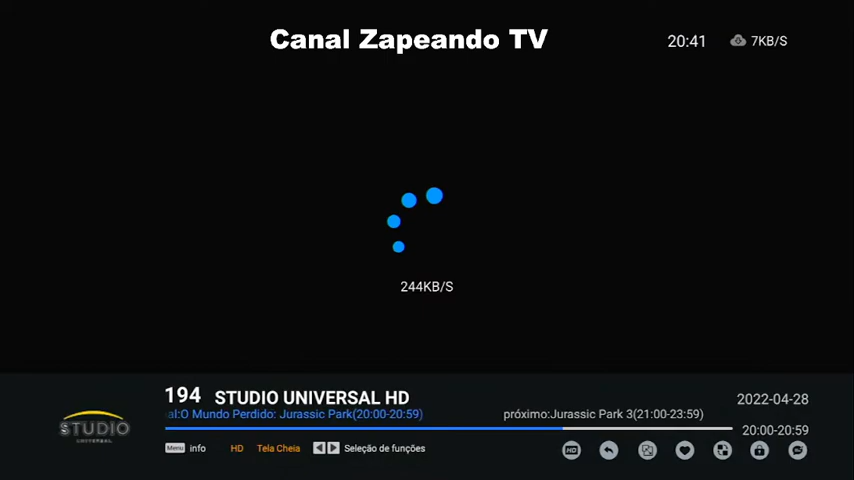 Canal Zapeando TV
20:41
7KB/S
244KB/S
194 STUDIO UNIVERSAL HD
2022-04-28
al:O Mundo Perdido: Jurassic Park(20:00-20:59)
próximo:Jurassic Park 3(21:00-23:59)
STUDIO
UNIVERSAL
20:00-20:59
Menu info HD Tela Cheia Seleção de funções
HD